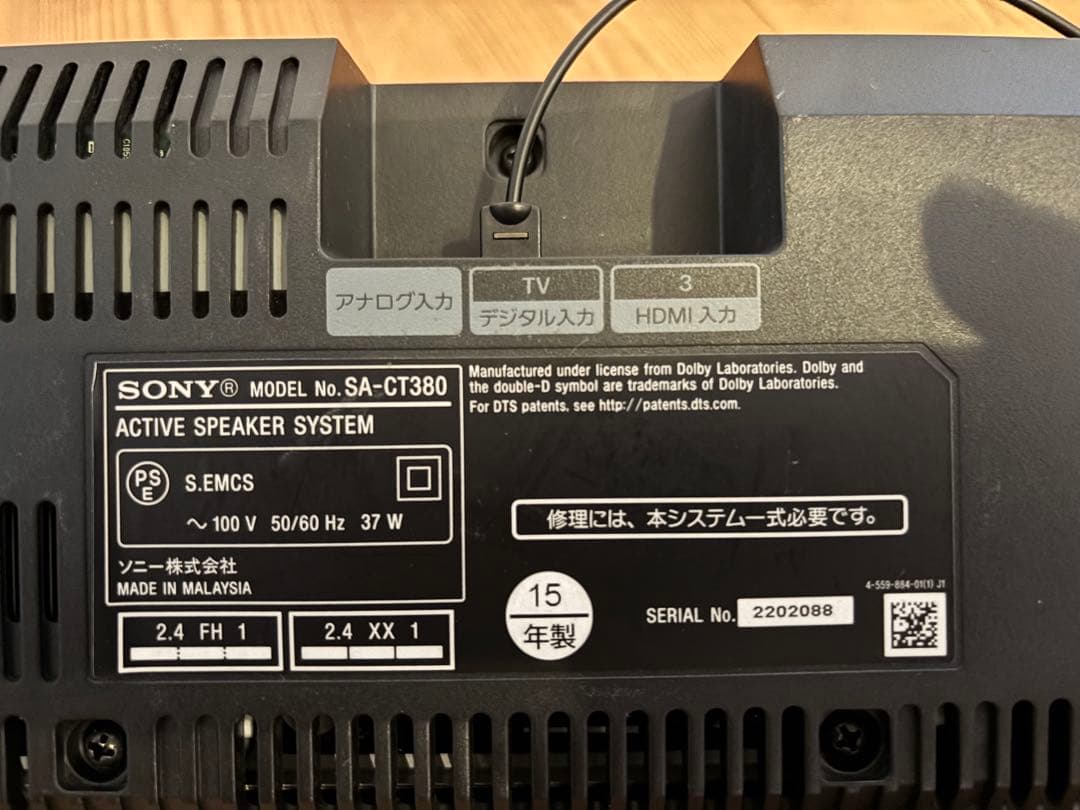 アナログ入力
TV
デジタル入力
3
HDMI 入力
SONY® MODEL No. SA-CT380
ACTIVE SPEAKER SYSTEM
PS
E
S.EMCS
～ 100 V 50/60 Hz 37 W
ソニー株式会社
MADE IN MALAYSIA
2.4 FH 1
2.4 XX 1
Manufactured under license from Dolby Laboratories. Dolby and
the double-D symbol are trademarks of Dolby Laboratories.
For DTS patents, see http://patents.dts.com.
修理には、本システム一式必要です。
15
年製
4-559-884-01(1) J1
SERIAL No. 2202088